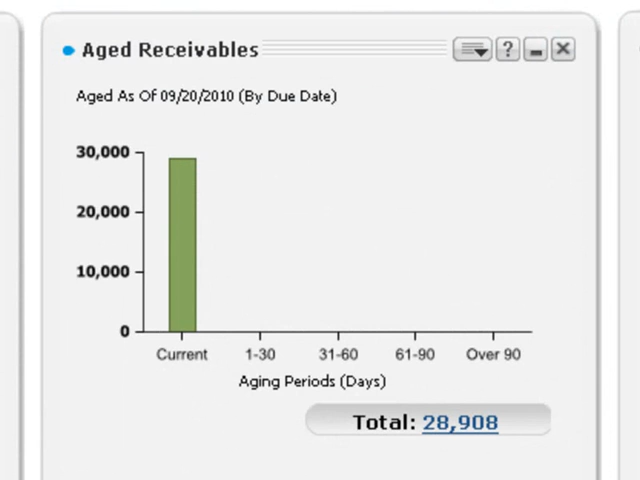 Aged Receivables
?
Aged As Of 09/20/2010 (By Due Date)
30,000
20,000
10,000
0
Current 1-30 31-60 61-90 Over 90
Aging Periods (Days)
Total: 28,908